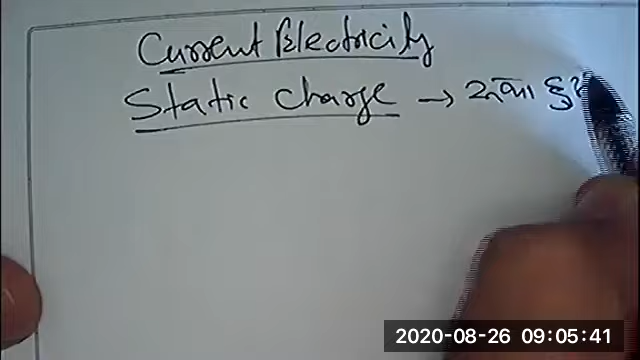 Current Electricity
Static Charge →
2020-08-26 09:05:41